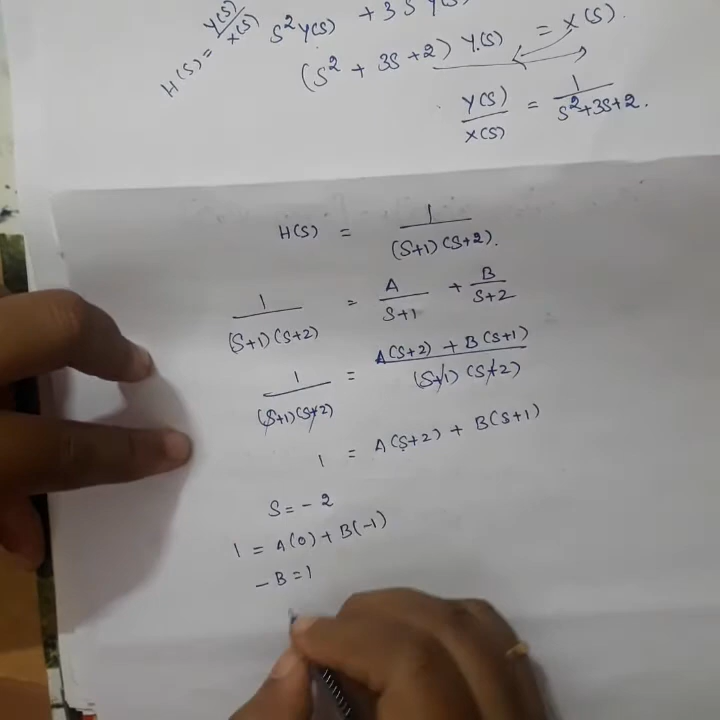 H(S) = Y(S)/X(S)
S²Y(S) + 3S Y(S)
(S² + 3S + 2) Y(S) = X(S).
Y(S)/X(S) = 1/S²+3S+2.
H(S) = 1/(S+1)(S+2).
1/(S+1)(S+2) = A/S+1 + B/S+2
1/(S+1)(S+2) = A(S+2) + B(S+1)/(S+1)(S+2)
1 = A(S+2) + B(S+1)
S = -2
1 = A(0) + B(-1)
-B = 1